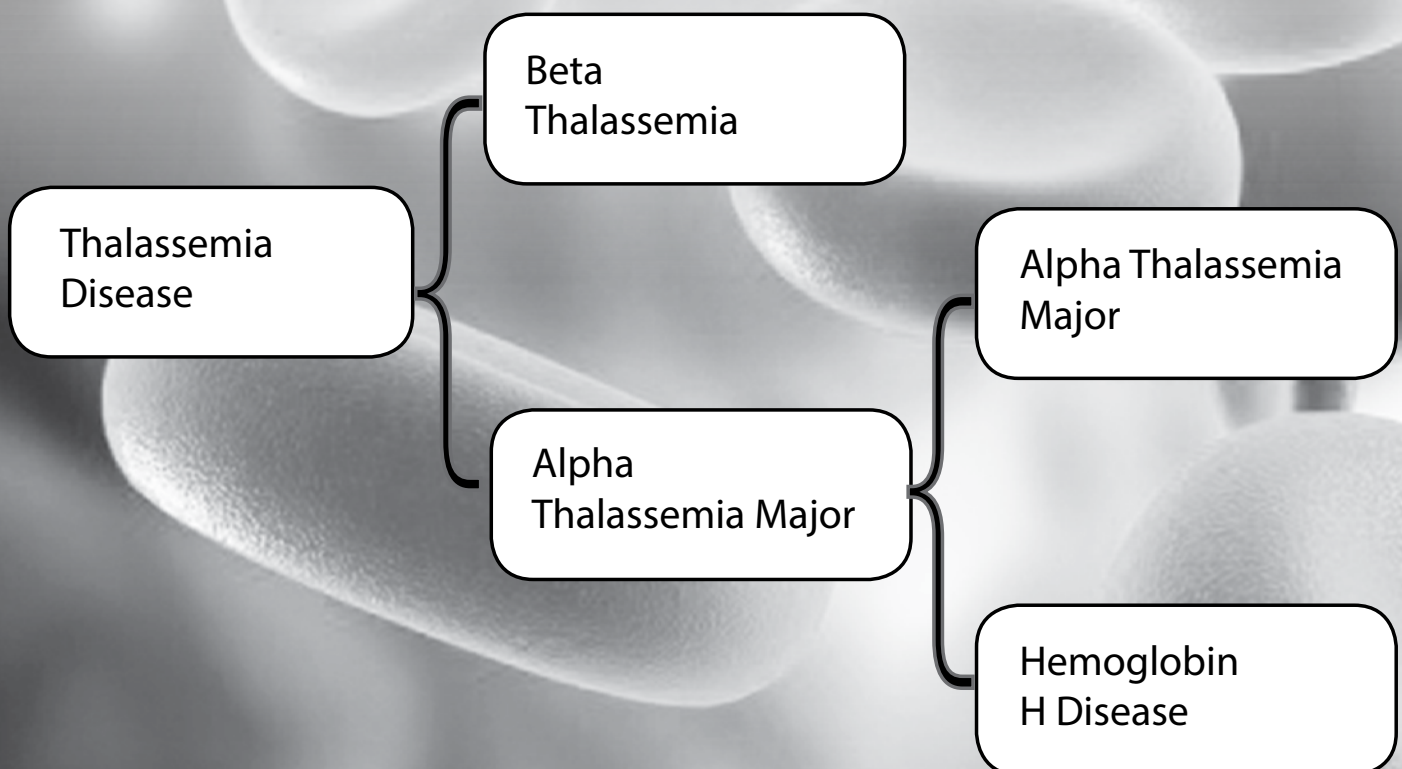 Beta
Thalassemia
Thalassemia
Disease
Alpha Thalassemia
Major
Alpha
Thalassemia Major
Hemoglobin
H Disease